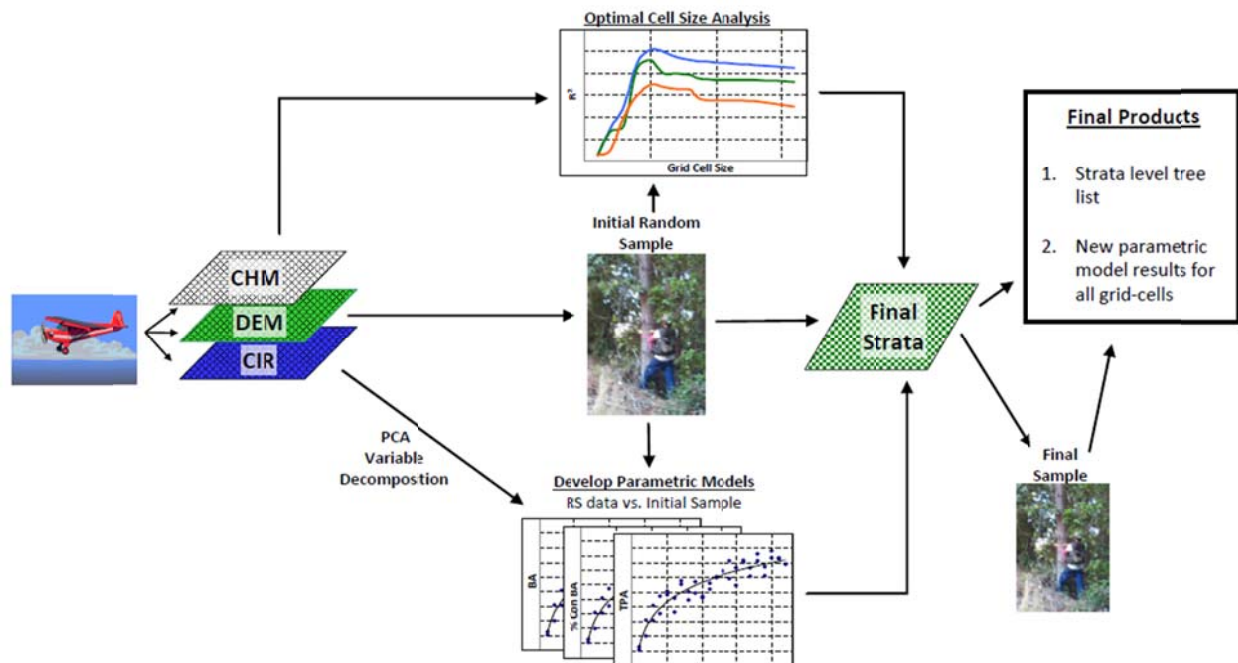 Optimal Cell Size Analysis
R²
Grid Cell Size
Final Products
1. Strata level tree
list
2. New parametric
model results for
all grid-cells
Initial Random
Sample
CHM
DEM
CIR
Final
Strata
PCA
Variable
Decompostion
Final
Sample
Develop Parametric Models
RS data vs. Initial Sample
BA
% Con BA
TPA